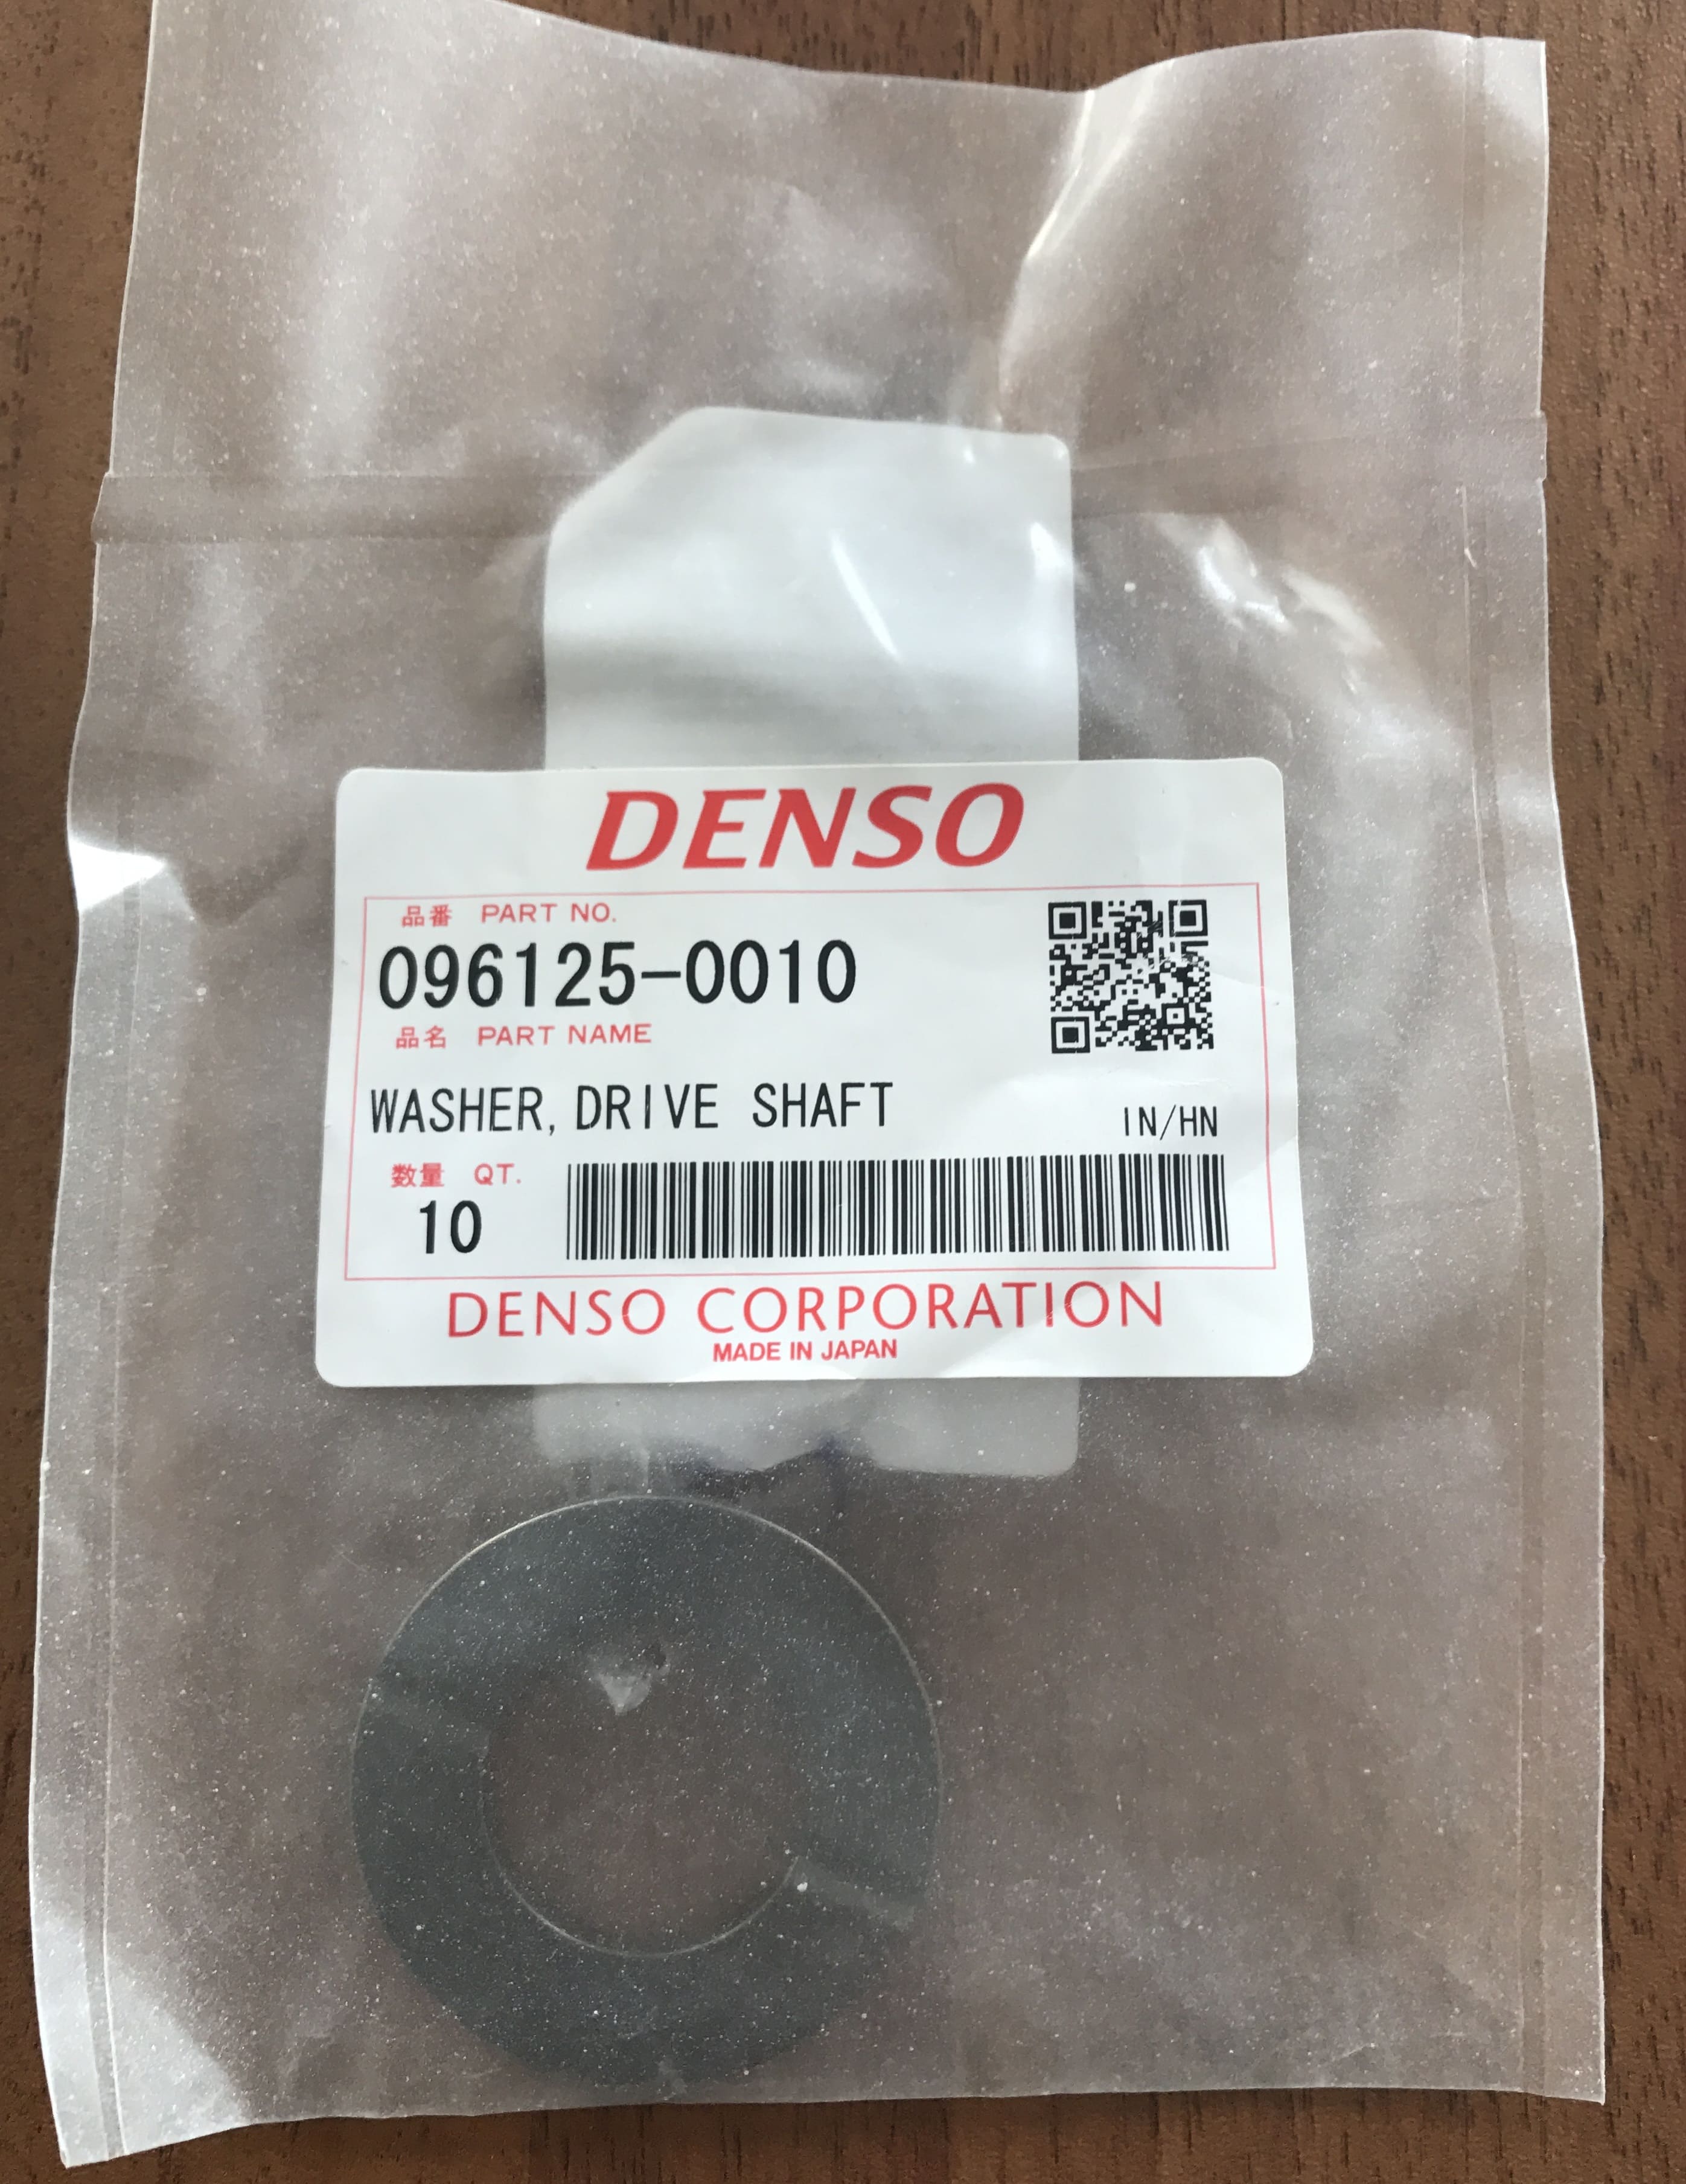 DENSO
品番 PART NO.
096125-0010
品名 PART NAME
WASHER, DRIVE SHAFT
IN/HN
数量 QT.
10
DENSO CORPORATION
MADE IN JAPAN